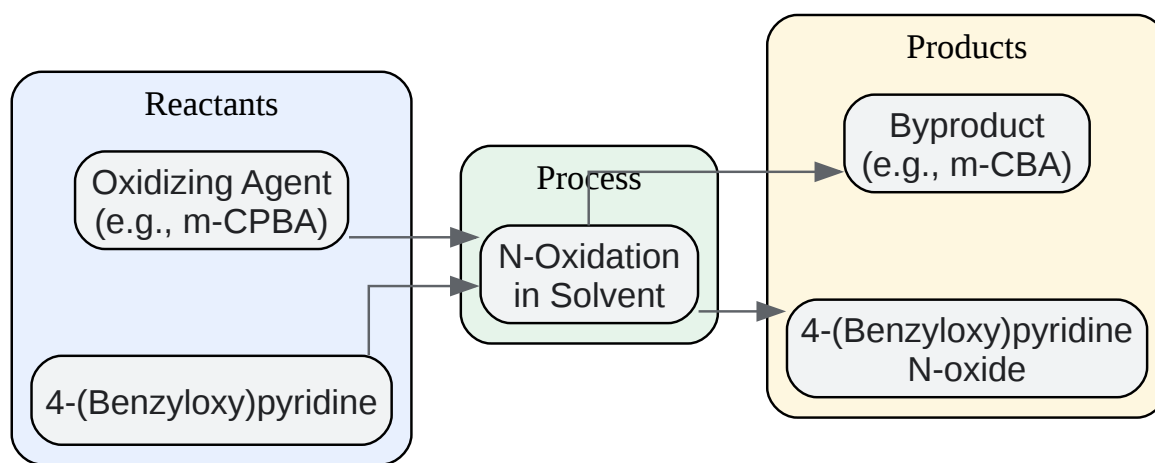 Reactants
Oxidizing Agent
(e.g., m-CPBA)
4-(Benzyloxy)pyridine
Process
N-Oxidation
in Solvent
Products
Byproduct
(e.g., m-CBA)
4-(Benzyloxy)pyridine
N-oxide